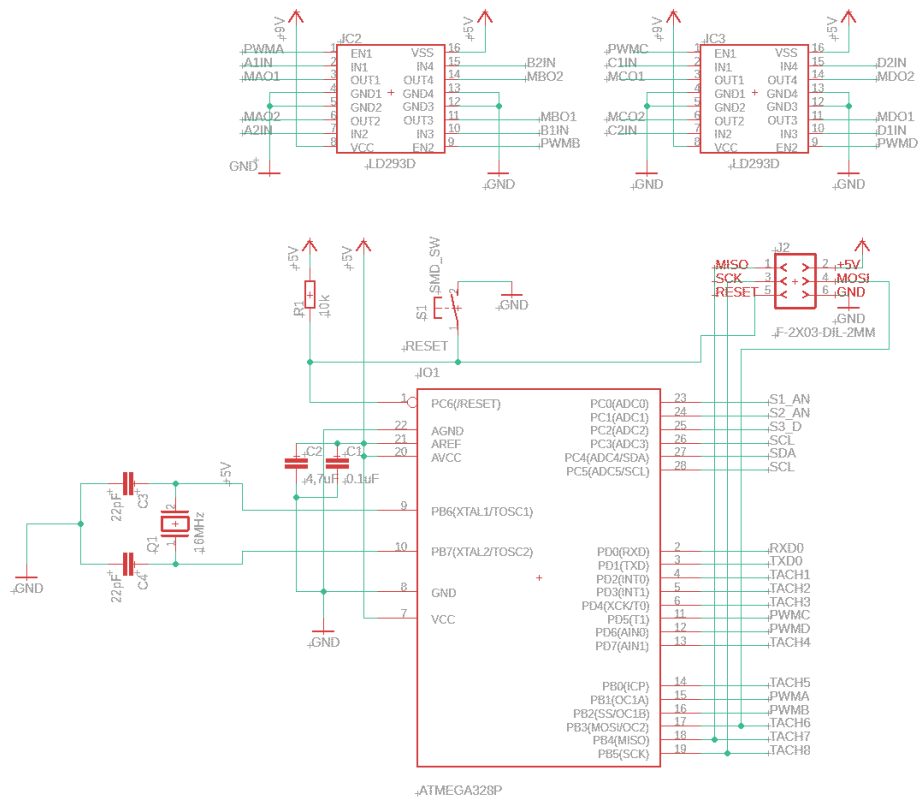 +9V
+5V
+9V
+5V
IC2
IC3
PWMA 1 EN1 VSS 16
A1IN 2 IN1 IN4 15 B2IN
MAO1 3 OUT1 OUT4 14 MBO2
4 GND1 GND4 13
5 GND2 GND3 12
MAO2 6 OUT2 OUT3 11 MBO1
A2IN 7 IN2 IN3 10 B1IN
8 VCC EN2 9 PWMB
GND
LD293D
GND
PWMC 1 EN1 VSS 16
C1IN 2 IN1 IN4 15 D2IN
MCO1 3 OUT1 OUT4 14 MDO2
4 GND1 GND4 13
5 GND2 GND3 12
MCO2 6 OUT2 OUT3 11 MDO1
C2IN 7 IN2 IN3 10 D1IN
8 VCC EN2 9 PWMD
LD293D
GND
GND
+5V
+5V
SMD_SW
S1
2
1
GND
R1
10k
RESET
J2
MISO 1 2 +5V
SCK 3 4 MOSI
RESET 5 6 GND
GND
F-2X03-DIL-2MM
IO1
1 PC6(/RESET)
22 AGND
21 AREF
20 AVCC
9 PB6(XTAL1/TOSC1)
10 PB7(XTAL2/TOSC2)
8 GND
7 VCC
C2
4,7uF
C1
0.1uF
+5V
22pF
C3
Q1
2
1
16MHz
22pF
C4
GND
GND
PC0(ADC0) 23 S1_AN
PC1(ADC1) 24 S2_AN
PC2(ADC2) 25 S3_D
PC3(ADC3) 26 SCL
PC4(ADC4/SDA) 27 SDA
PC5(ADC5/SCL) 28 SCL
PD0(RXD) 2 RXD0
PD1(TXD) 3 TXD0
PD2(INT0) 4 TACH1
PD3(INT1) 5 TACH2
PD4(XCK/T0) 6 TACH3
PD5(T1) 11 PWMC
PD6(AIN0) 12 PWMD
PD7(AIN1) 13 TACH4
PB0(ICP) 14 TACH5
PB1(OC1A) 15 PWMA
PB2(SS/OC1B) 16 PWMB
PB3(MOSI/OC2) 17 TACH6
PB4(MISO) 18 TACH7
PB5(SCK) 19 TACH8
ATMEGA328P